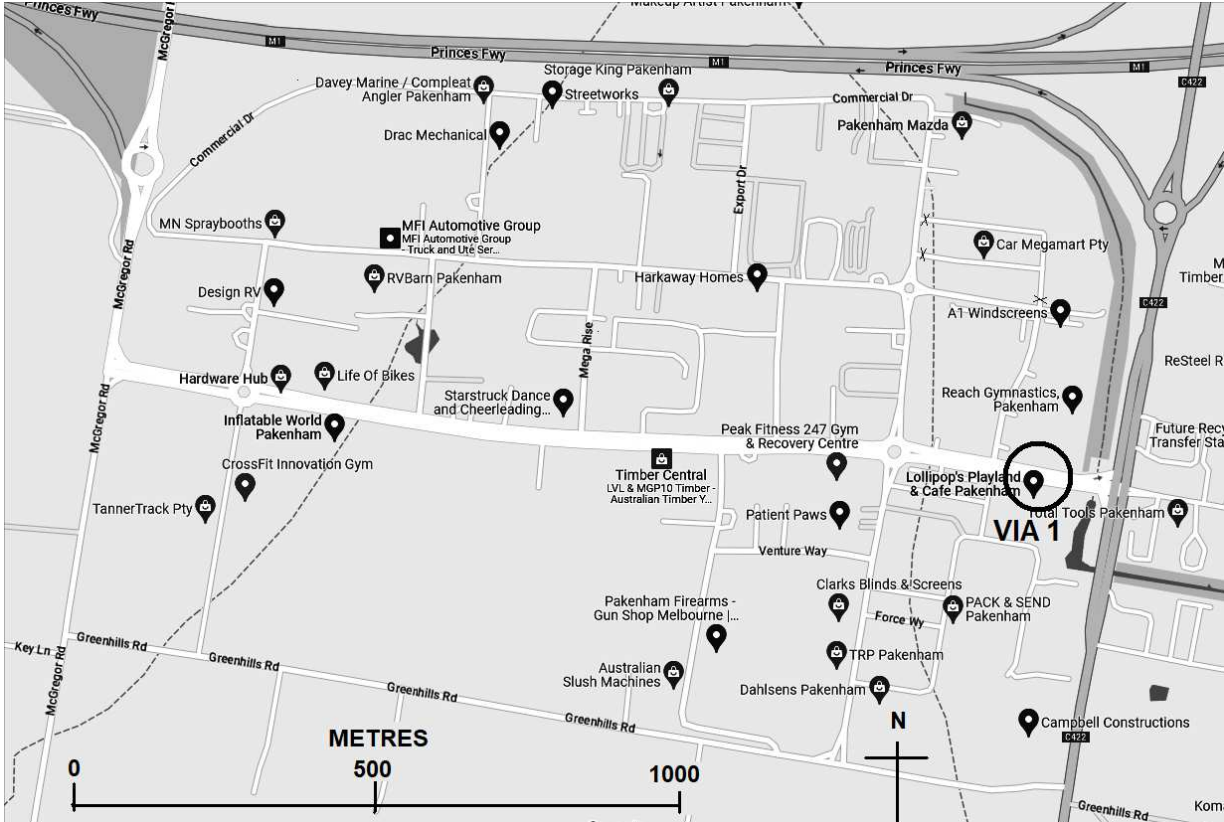 Makeup Artist Pakenham
Princes Fwy
McGregor R
M1
Princes Fwy
M1
Princes Fwy
M1
C422
Davey Marine / Compleat
Angler Pakenham
Storage King Pakenham
Streetworks
Commercial Dr
Pakenham Mazda
Drac Mechanical
Commercial Dr
Export Dr
MN Spraybooths
MFI Automotive Group
MFI Automotive Group
- Truck and Ute Ser...
Car Megamart Pty
M
Timber
McGregor Rd
Design RV
RVBarn Pakenham
Harkaway Homes
A1 Windscreens
C422
Mega Rise
ReSteel R
Hardware Hub
Life Of Bikes
McGregor Rd
Starstruck Dance
and Cheerleading...
Reach Gymnastics,
Pakenham
Inflatable World
Pakenham
Peak Fitness 247 Gym
& Recovery Centre
Future Recy
Transfer Sta
CrossFit Innovation Gym
Timber Central
LVL & MGP10 Timber -
Australian Timber Y...
Lollipop's Playland
& Cafe Pakenham
TannerTrack Pty
Patient Paws
Total Tools Pakenham
VIA 1
Venture Way
Clarks Blinds & Screens
Pakenham Firearms -
Gun Shop Melbourne |...
PACK & SEND
Pakenham
Force Wy
Key Ln
Greenhills Rd
Greenhills Rd
McGregor Rd
TRP Pakenham
Australian
Slush Machines
Greenhills Rd
Dahlsens Pakenham
Greenhills Rd
N
Campbell Constructions
C422
METRES
0
500
1000
Greenhills Rd
Koma